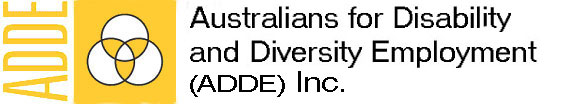 ADDE
Australians for Disability
and Diversity Employment
(ADDE) Inc.